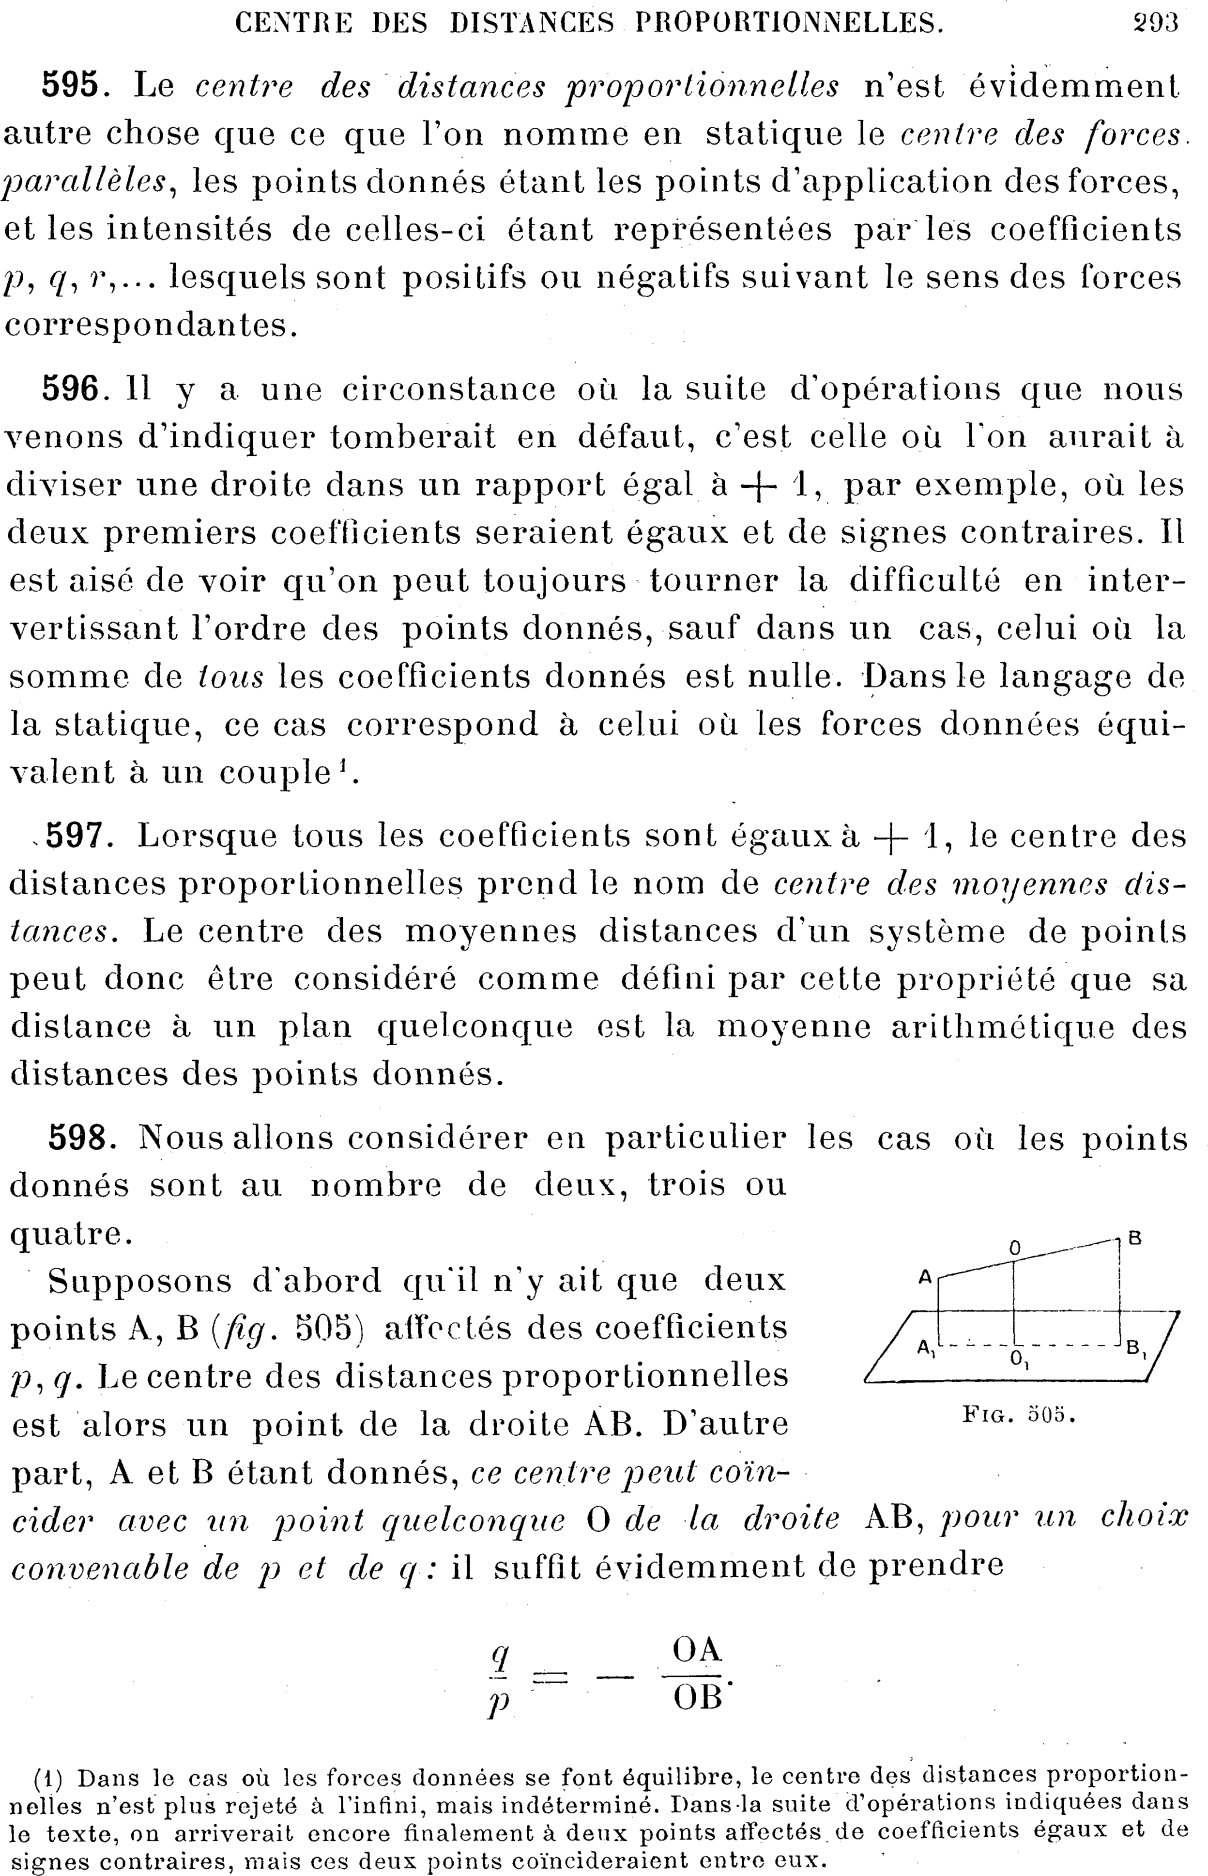 CENTRE DES DISTANCES PROPORTIONNELLES. 293
595. Le centre des distances proportionnelles n'est évidemment
autre chose que ce que l'on nomme en statique le centre des forces
parallèles, les points donnés étant les points d'application des forces,
et les intensités de celles-ci étant représentées par les coefficients
p, q, r,... lesquels sont positifs ou négatifs suivant le sens des forces
correspondantes.
596. Il y a une circonstance où la suite d'opérations que nous
venons d'indiquer tomberait en défaut, c'est celle où l'on aurait à
diviser une droite dans un rapport égal à + 1, par exemple, où les
deux premiers coefficients seraient égaux et de signes contraires. Il
est aisé de voir qu'on peut toujours tourner la difficulté en inter-
vertissant l'ordre des points donnés, sauf dans un cas, celui où la
somme de tous les coefficients donnés est nulle. Dans le langage de
la statique, ce cas correspond à celui où les forces données équi-
valent à un couple¹.
597. Lorsque tous les coefficients sont égaux à + 1, le centre des
distances proportionnelles prend le nom de centre des moyennes dis-
tances. Le centre des moyennes distances d'un système de points
peut donc être considéré comme défini par cette propriété que sa
distance à un plan quelconque est la moyenne arithmétique des
distances des points donnés.
598. Nous allons considérer en particulier les cas où les points
donnés sont au nombre de deux, trois ou
quatre.
Supposons d'abord qu'il n'y ait que deux
points A, B (fig. 505) affectés des coefficients
p, q. Le centre des distances proportionnelles
est alors un point de la droite AB. D'autre
part, A et B étant donnés, ce centre peut coïn-
cider avec un point quelconque O de la droite AB, pour un choix
convenable de p et de q : il suffit évidemment de prendre
A O B
A₁ O₁ B₁
FIG. 505.
q/p = − OA/OB.
(1) Dans le cas où les forces données se font équilibre, le centre des distances proportion-
nelles n'est plus rejeté à l'infini, mais indéterminé. Dans la suite d'opérations indiquées dans
le texte, on arriverait encore finalement à deux points affectés de coefficients égaux et de
signes contraires, mais ces deux points coïncideraient entre eux.